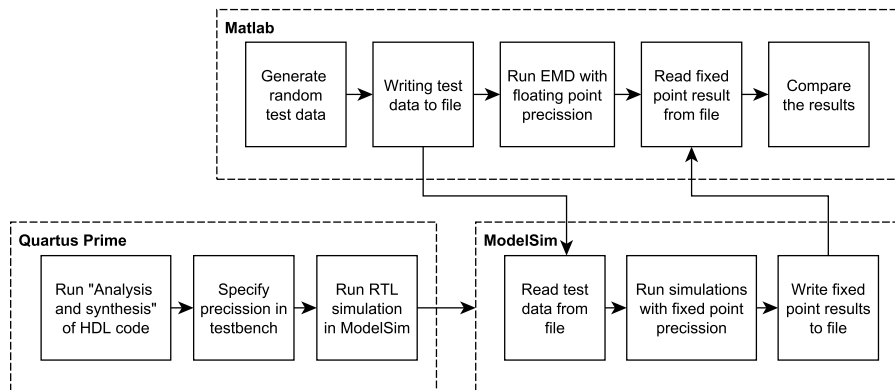 Matlab
Generate
random
test data
Writing test
data to file
Run EMD with
floating point
precission
Read fixed
point result
from file
Compare
the results
Quartus Prime
Run "Analysis
and synthesis"
of HDL code
Specify
precission in
testbench
Run RTL
simulation
in ModelSim
ModelSim
Read test
data from
file
Run simulations
with fixed point
precission
Write fixed
point results
to file